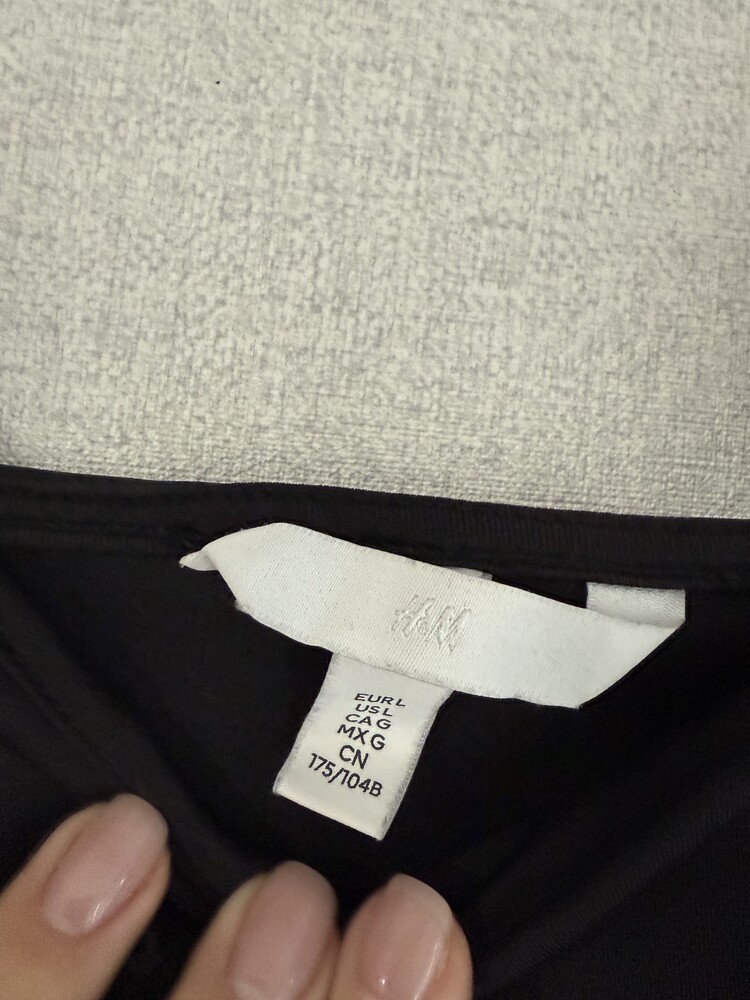 H&M
EUR L
US L
CA G
MX G
CN
175/104B